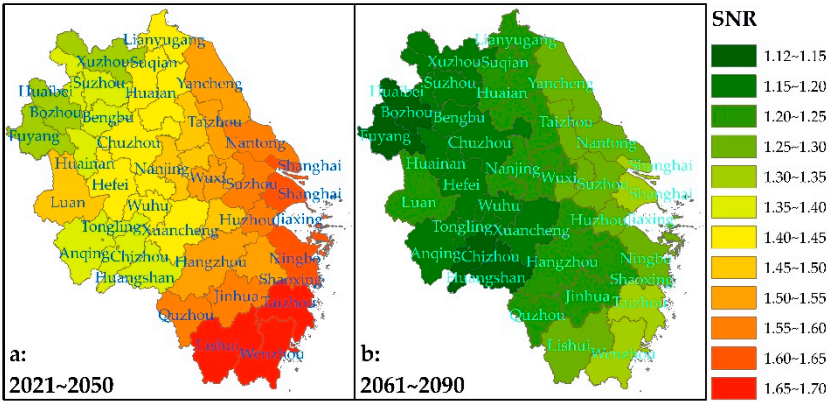 SNR
1.12~1.15
1.15~1.20
1.20~1.25
1.25~1.30
1.30~1.35
1.35~1.40
1.40~1.45
1.45~1.50
1.50~1.55
1.55~1.60
1.60~1.65
1.65~1.70
Lianyugang
Xuzhou
Suqian
Suzhou
Yancheng
Huaibei
Huaian
Bozhou
Bengbu
Taizhou
Fuyang
Chuzhou
Nantong
Huainan
Nanjing
Shanghai
Hefei
Wuxi
Suzhou
Luan
Shanghai
Wuhu
Huzhou
Jiaxing
Tongling
Xuancheng
Anqing
Chizhou
Hangzhou
Ningbo
Huangshan
Shaoxing
Jinhua
Taizhou
Quzhou
Lishui
Wenzhou
a:
2021~2050
Lianyugang
Xuzhou
Suqian
Suzhou
Yancheng
Huaibei
Huaian
Bozhou
Bengbu
Taizhou
Fuyang
Chuzhou
Nantong
Huainan
Nanjing
Shanghai
Hefei
Wuxi
Suzhou
Luan
Shanghai
Wuhu
Huzhou
Jiaxing
Tongling
Xuancheng
Anqing
Chizhou
Hangzhou
Ningbo
Huangshan
Shaoxing
Jinhua
Taizhou
Quzhou
Lishui
Wenzhou
b:
2061~2090